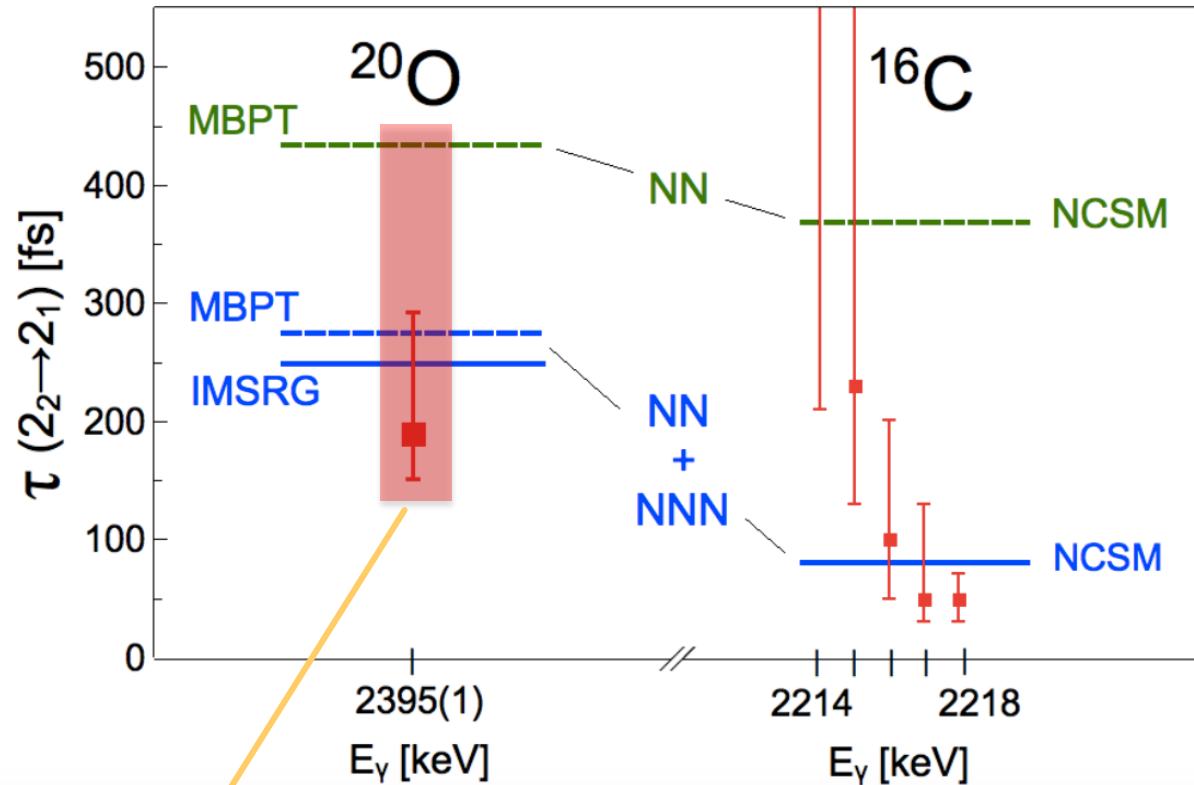 τ (2₂→2₁) [fs]
500
400
300
200
100
0
²⁰O
¹⁶C
MBPT
NN
NCSM
MBPT
IMSRG
NN
+
NNN
NCSM
2395(1)
2214
2218
Eγ [keV]
Eγ [keV]